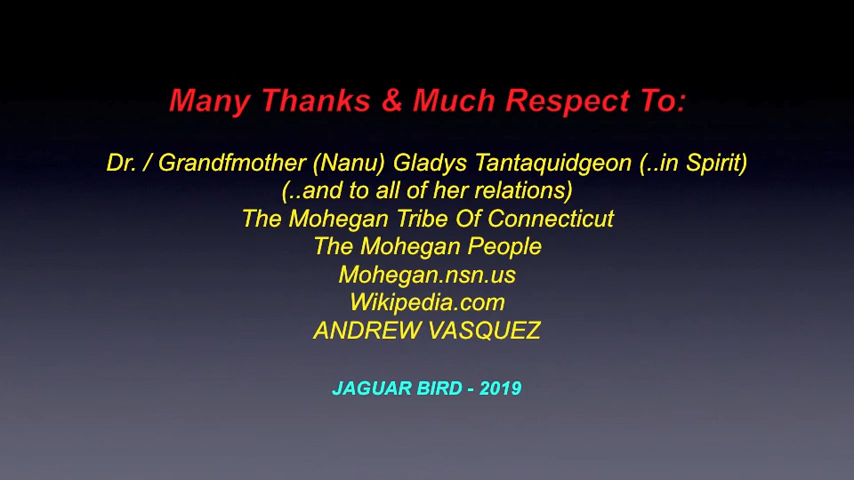 Many Thanks & Much Respect To:
Dr. / Grandfmother (Nanu) Gladys Tantaquidgeon (..in Spirit)
(..and to all of her relations)
The Mohegan Tribe Of Connecticut
The Mohegan People
Mohegan.nsn.us
Wikipedia.com
ANDREW VASQUEZ
JAGUAR BIRD - 2019